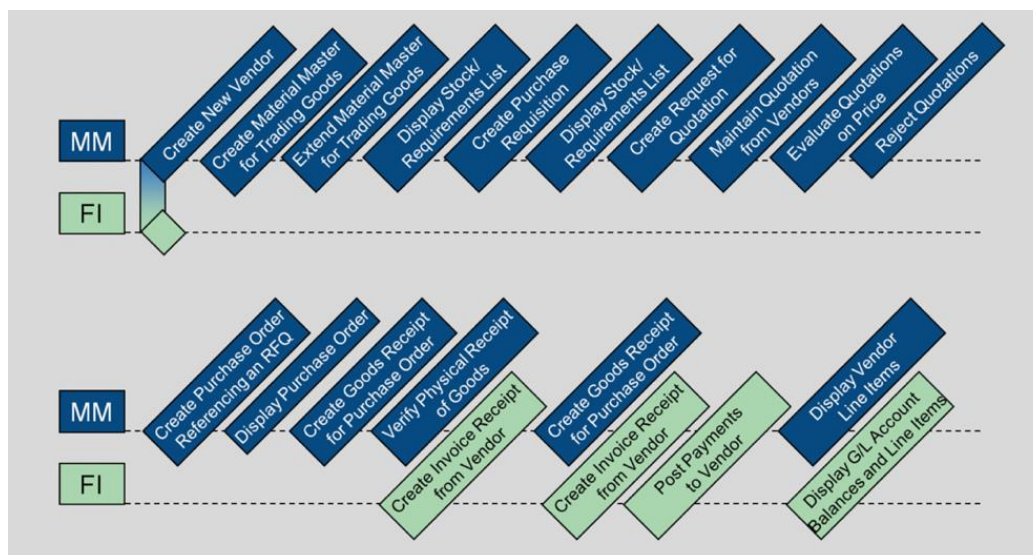 MM
Create New Vendor
Create Material Master
for Trading Goods
Extend Material Master
for Trading Goods
Display Stock/
Requirements List
Create Purchase
Requisition
Display Stock/
Requirements List
Create Request for
Quotation
Maintain Quotation
from Vendors
Evaluate Quotations
on Price
Reject Quotations
FI
MM
Create Purchase Order
Referencing an RFQ
Display Purchase Order
Create Goods Receipt
for Purchase Order
Verify Physical Receipt
of Goods
Create Goods Receipt
for Purchase Order
Display Vendor
Line Items
FI
Create Invoice Receipt
from Vendor
Create Invoice Receipt
from Vendor
Post Payments
to Vendor
Display G/L Account
Balances and Line Items